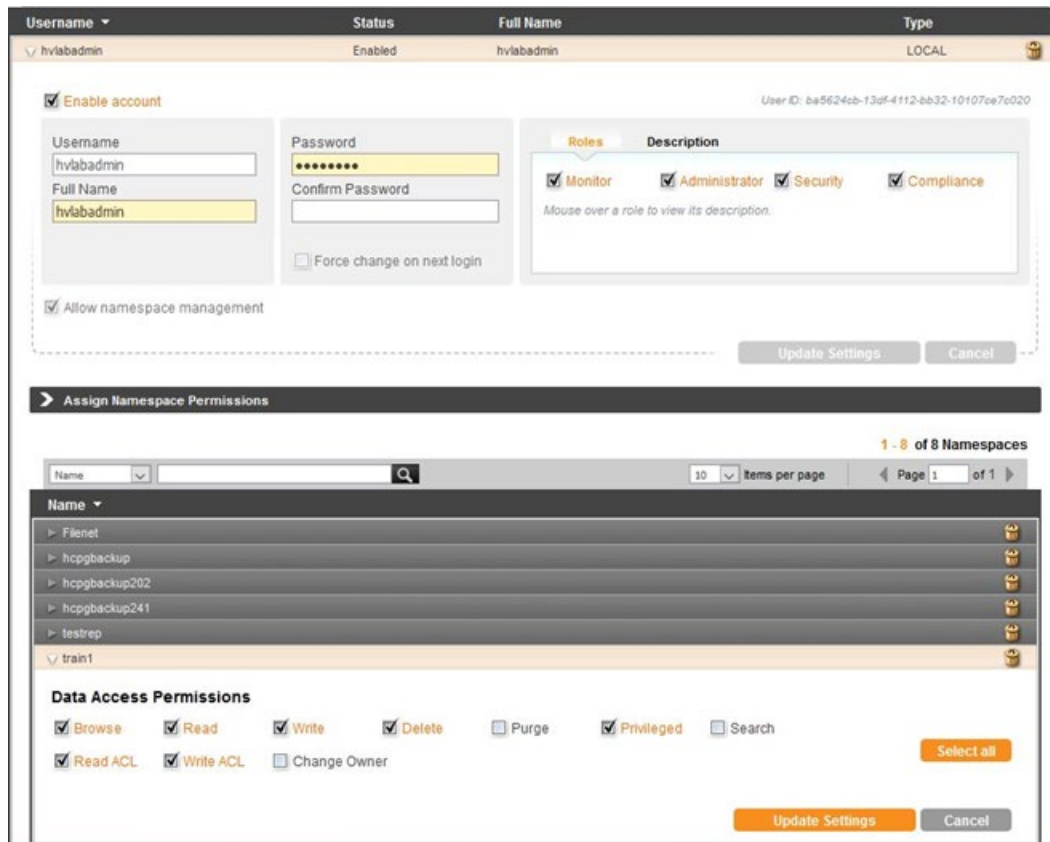 Username Status Full Name Type
hvlabadmin Enabled hvlabadmin LOCAL
Enable account User ID: ba5624cb-13df-4112-bb32-10107ce7c020
Username Password Roles Description
hvlabadmin ••••••••
Monitor Administrator Security Compliance
Full Name Confirm Password
hvlabadmin Mouse over a role to view its description.
Force change on next login
Allow namespace management
Update Settings Cancel
Assign Namespace Permissions
1 - 8 of 8 Namespaces
Name 10 Items per page Page 1 of 1
Name
Filenet
hcpgbackup
hcpgbackup202
hcpgbackup241
testrep
train1
Data Access Permissions
Browse Read Write Delete Purge Privileged Search
Read ACL Write ACL Change Owner
Select all
Update Settings Cancel